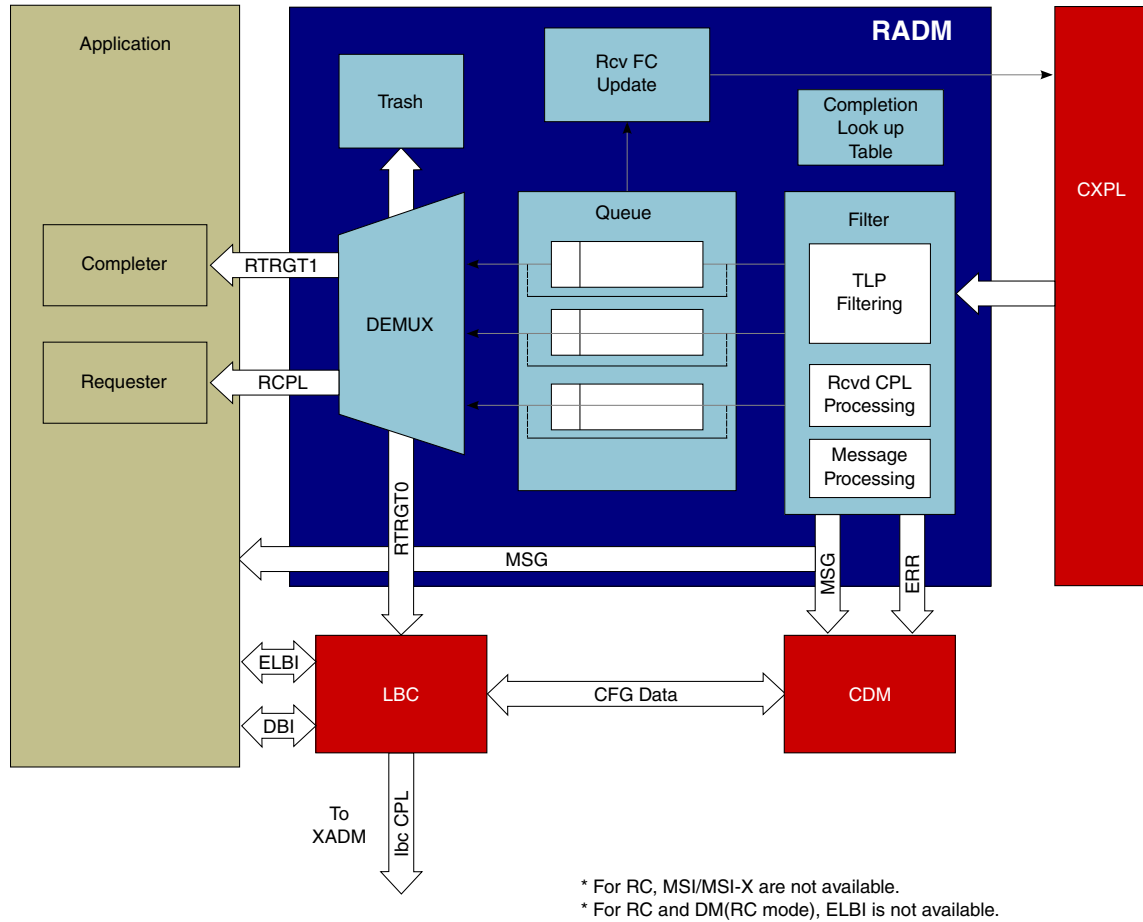 Application
RADM
Trash
Rcv FC
Update
Completion
Look up
Table
CXPL
Queue
Filter
Completer
RTRGT1
DEMUX
TLP
Filtering
Requester
RCPL
Rcvd CPL
Processing
Message
Processing
RTRGT0
MSG
MSG
ERR
ELBI
LBC
CFG Data
CDM
DBI
To
XADM
lbc CPL
* For RC, MSI/MSI-X are not available.
* For RC and DM(RC mode), ELBI is not available.